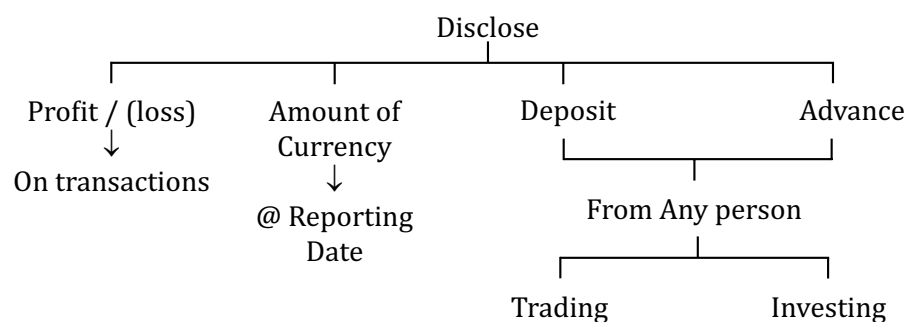 Disclose
Profit / (loss)
On transactions
Amount of
Currency
@ Reporting
Date
Deposit
Advance
From Any person
Trading
Investing